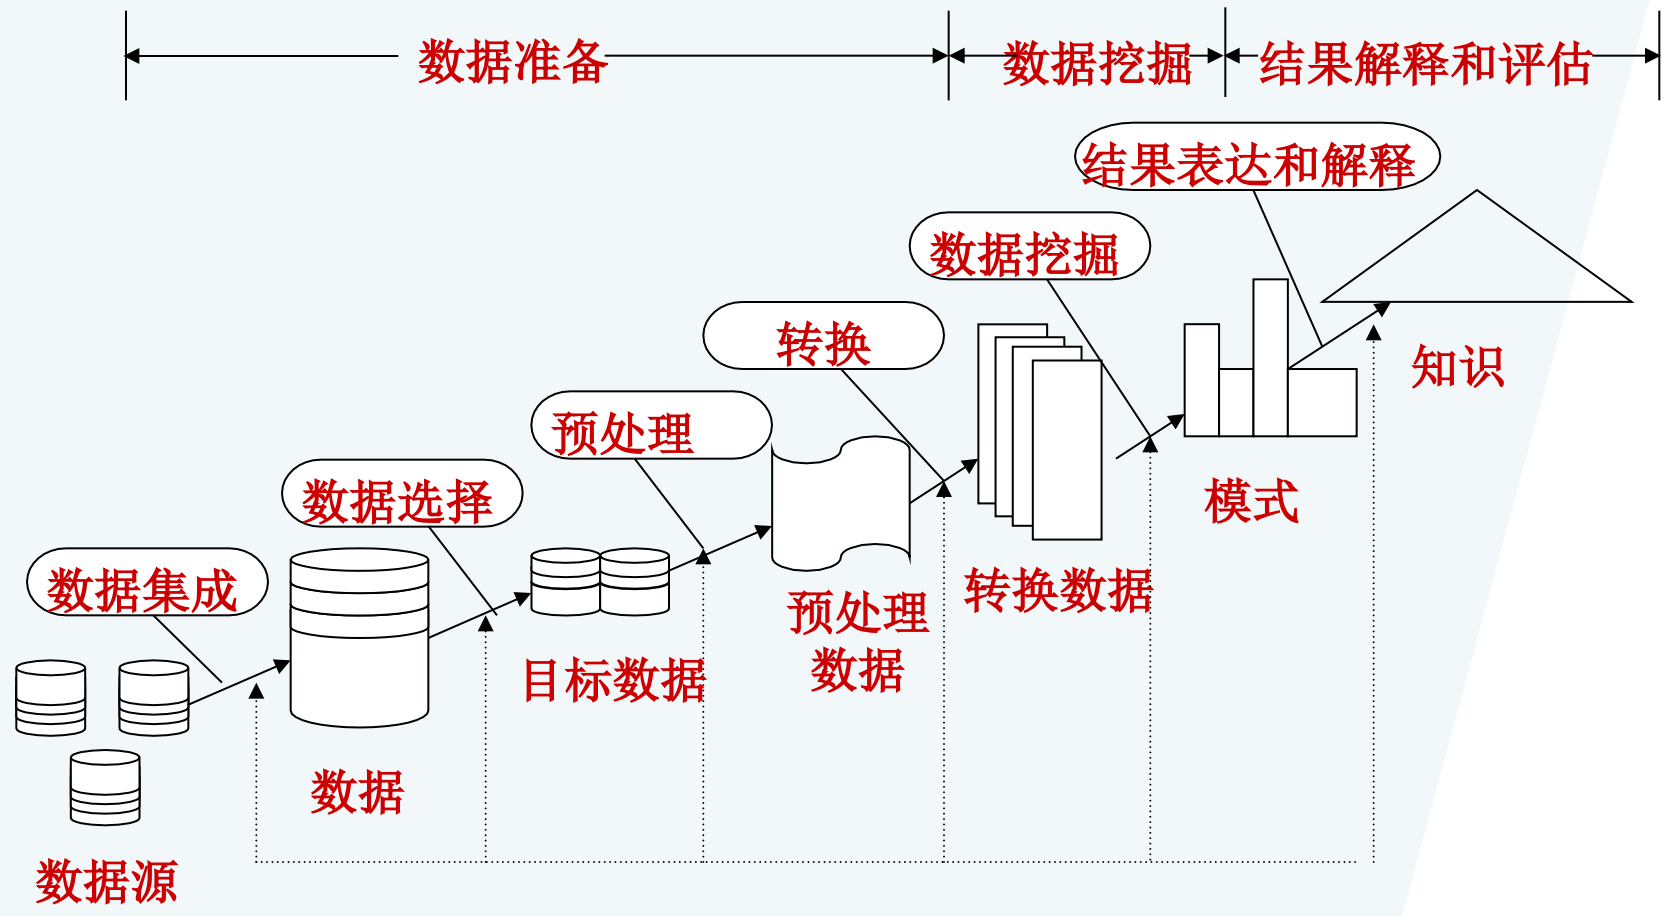 数据准备
数据挖掘
结果解释和评估
结果表达和解释
数据挖掘
转换
预处理
数据选择
数据集成
知识
模式
转换数据
预处理
数据
目标数据
数据
数据源